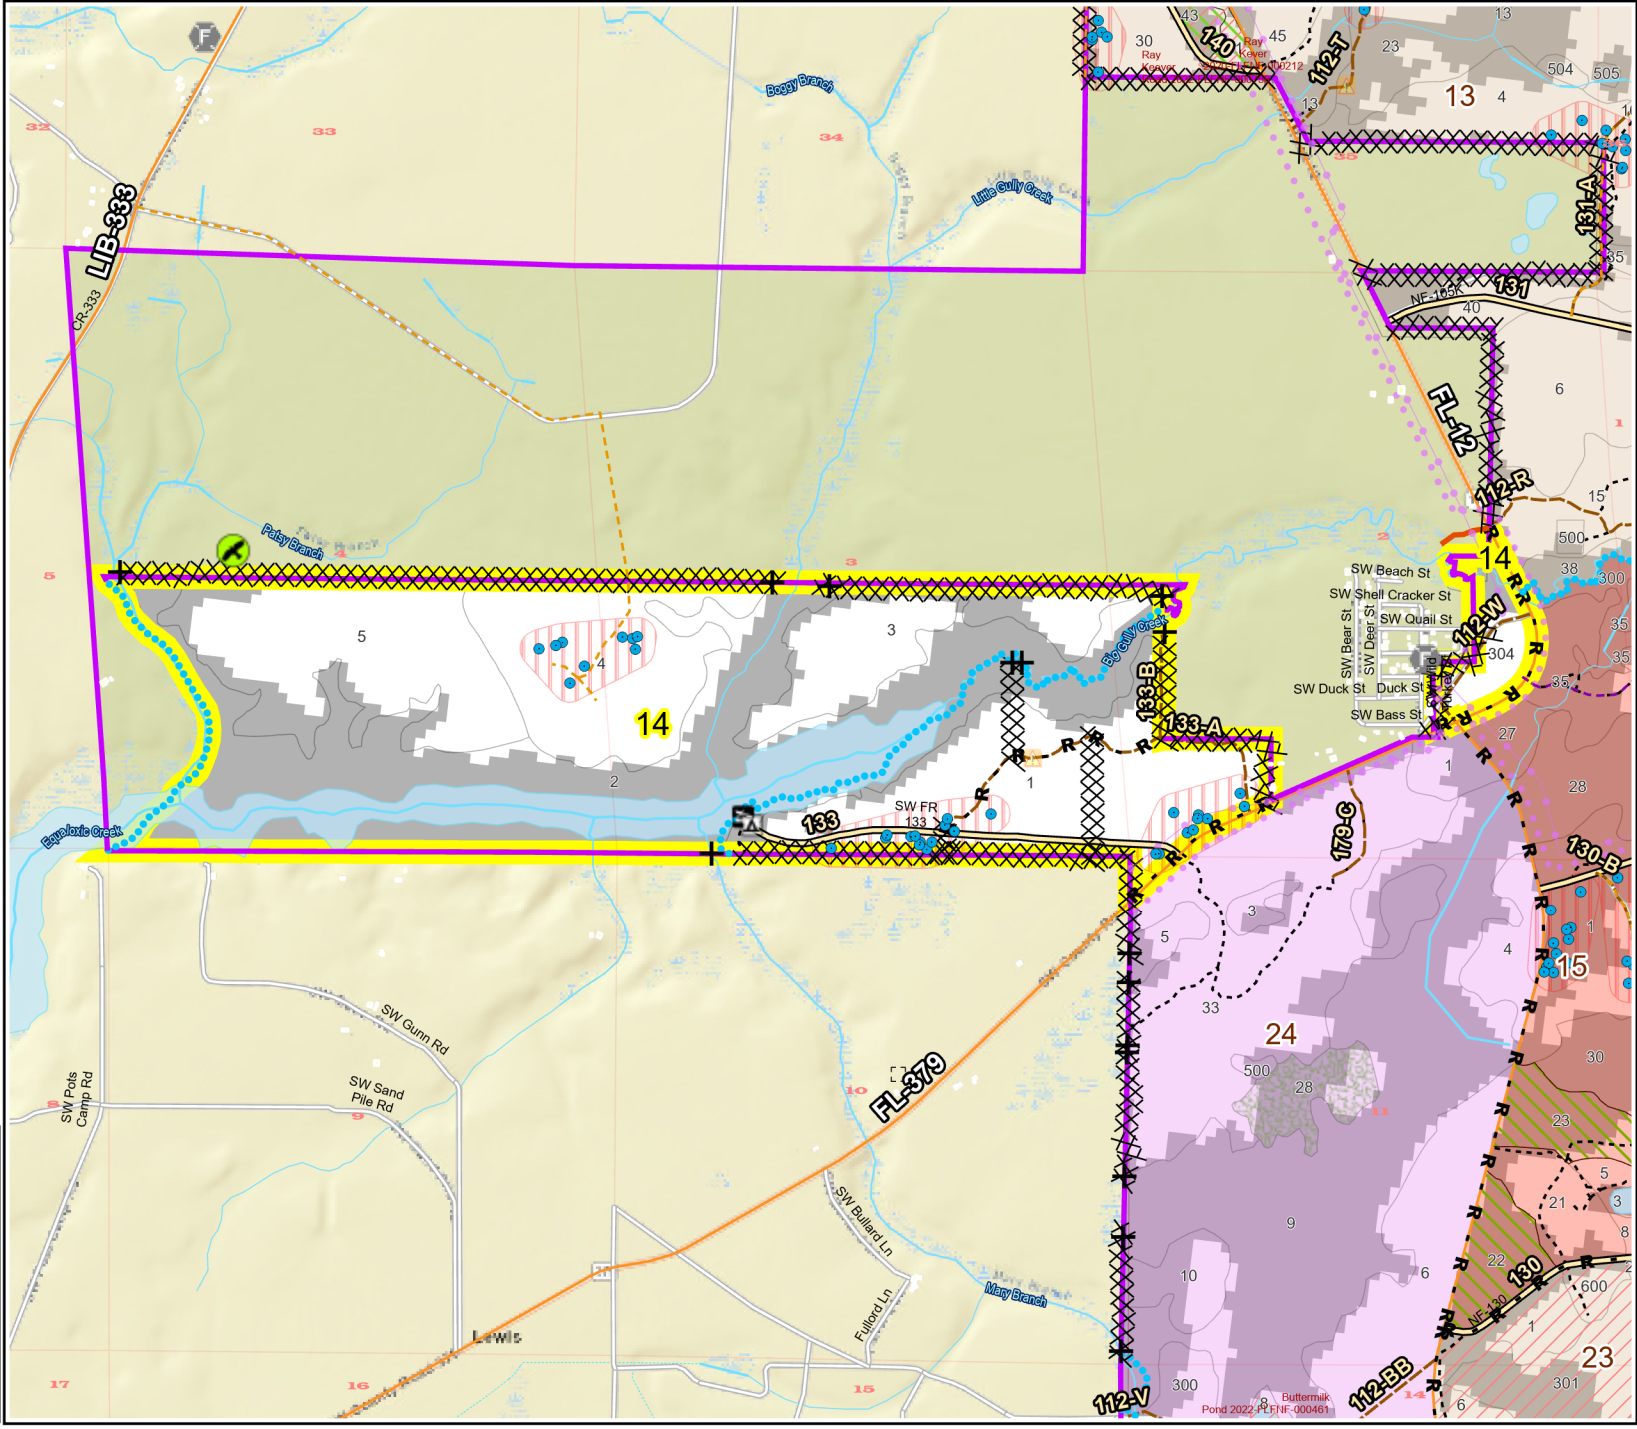 F
43
140
45
30
Ray
Keever
112-T
23
13
504
505
13
4
13
32
33
34
Boggy Branch
Little Gully Creek
35
LIB-333
CR-333
131-A
35
131
NF-105K
40
6
1
FL-12
112-R
15
2
500
38
300
14
Patsy Branch
4
3
5
SW Beach St
SW Shell Cracker St
SW Quail St
SW Bear St
SW Deer St
SW Duck St
Duck St
SW Bass St
112-W
304
35
35
35
5
4
3
Big Gully Creek
133-B
133-A
14
2
1
SW FR
133
133
Equaloxic Creek
27
28
1
179-C
130-B
1
15
5
3
4
33
24
500
28
30
SW Gunn Rd
SW Sand
Pile Rd
SW Pots
Camp Rd
8
9
10
FL-379
11
23
5
21
3
8
SW Bullard Ln
Fullord Ln
Mary Branch
Lewis
9
10
6
22
130
NF-130
600
2
1
23
301
112-BB
14
6
17
16
15
112-V
300
8
Buttermilk
Pond 2022-FLFNF-000461